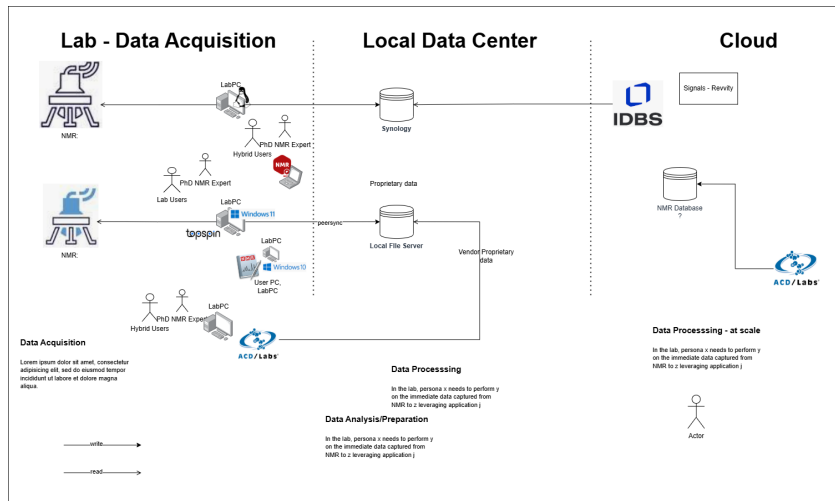 Lab - Data Acquisition
Local Data Center
Cloud
LabPC
NMR:
Synology
IDBS
Signals - Revvity
PhD NMR Expert
Hybrid Users
NMR
PhD NMR Expert
Lab Users
Proprietary data
LabPC
Windows 11
topspin
peersync
Local File Server
NMR Database
?
NMR:
LabPC
Windows 10
User PC,
LabPC
Vendor Proprietary
data
ACD/Labs
LabPC
PhD NMR Expert
Hybrid Users
ACD/Labs
Data Acquisition
Lorem ipsum dolor sit amet, consectetur
adipisicing elit, sed do eiusmod tempor
incididunt ut labore et dolore magna
aliqua.
Data Processsing
In the lab, persona x needs to perform y
on the immediate data captured from
NMR to z leveraging application j
Data Analysis/Preparation
In the lab, persona x needs to perform y
on the immediate data captured from
NMR to z leveraging application j
Data Processsing - at scale
In the lab, persona x needs to perform y
on the immediate data captured from
NMR to z leveraging application j
Actor
write
read